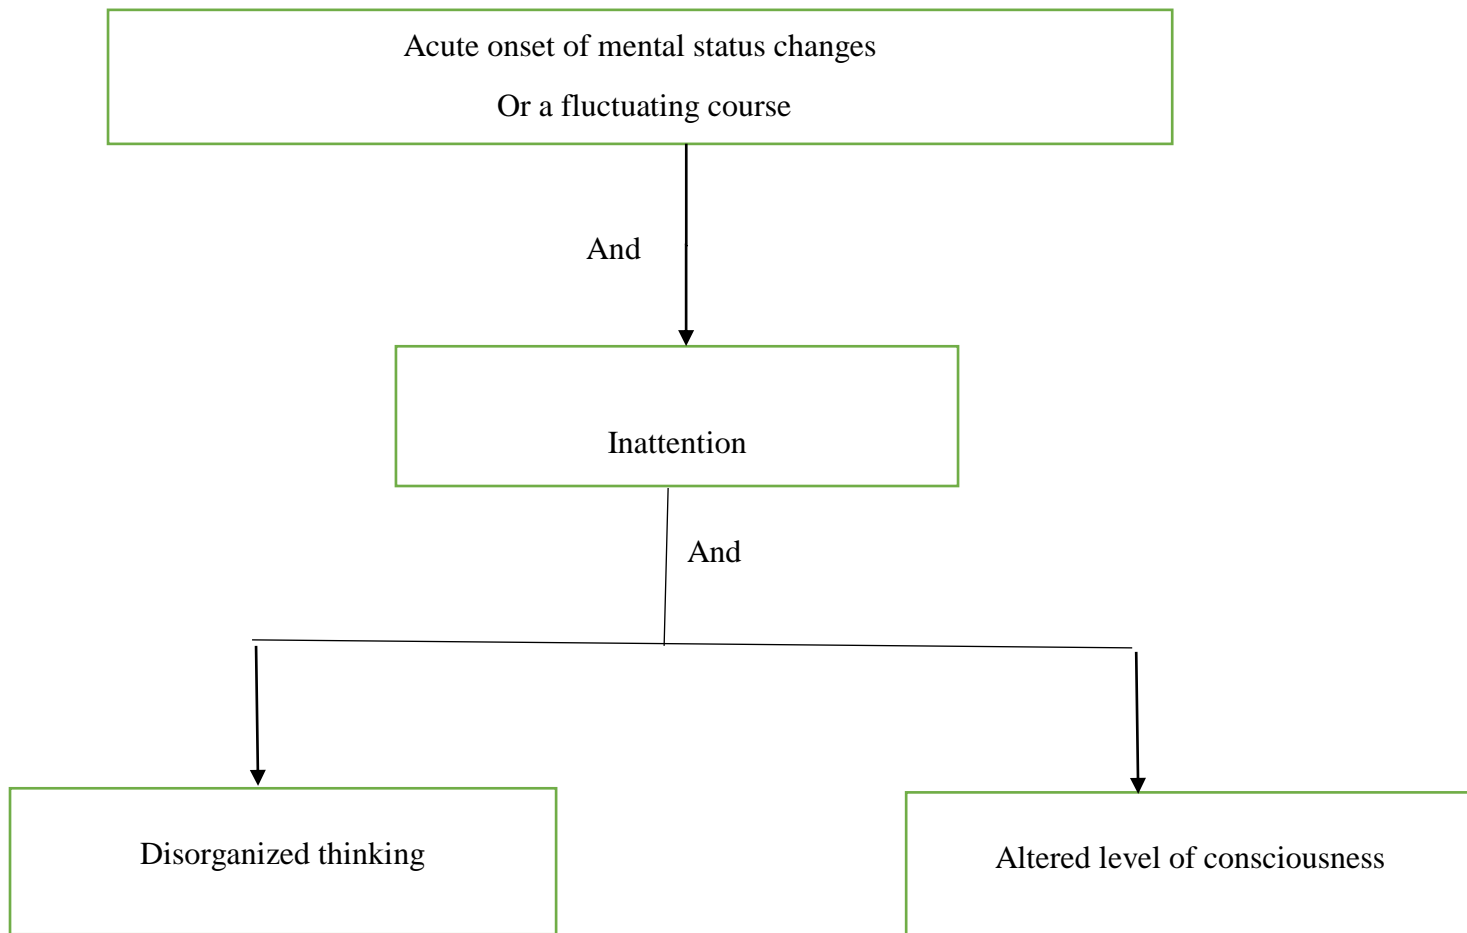 Acute onset of mental status changes
Or a fluctuating course
And
Inattention
And
Disorganized thinking
Altered level of consciousness